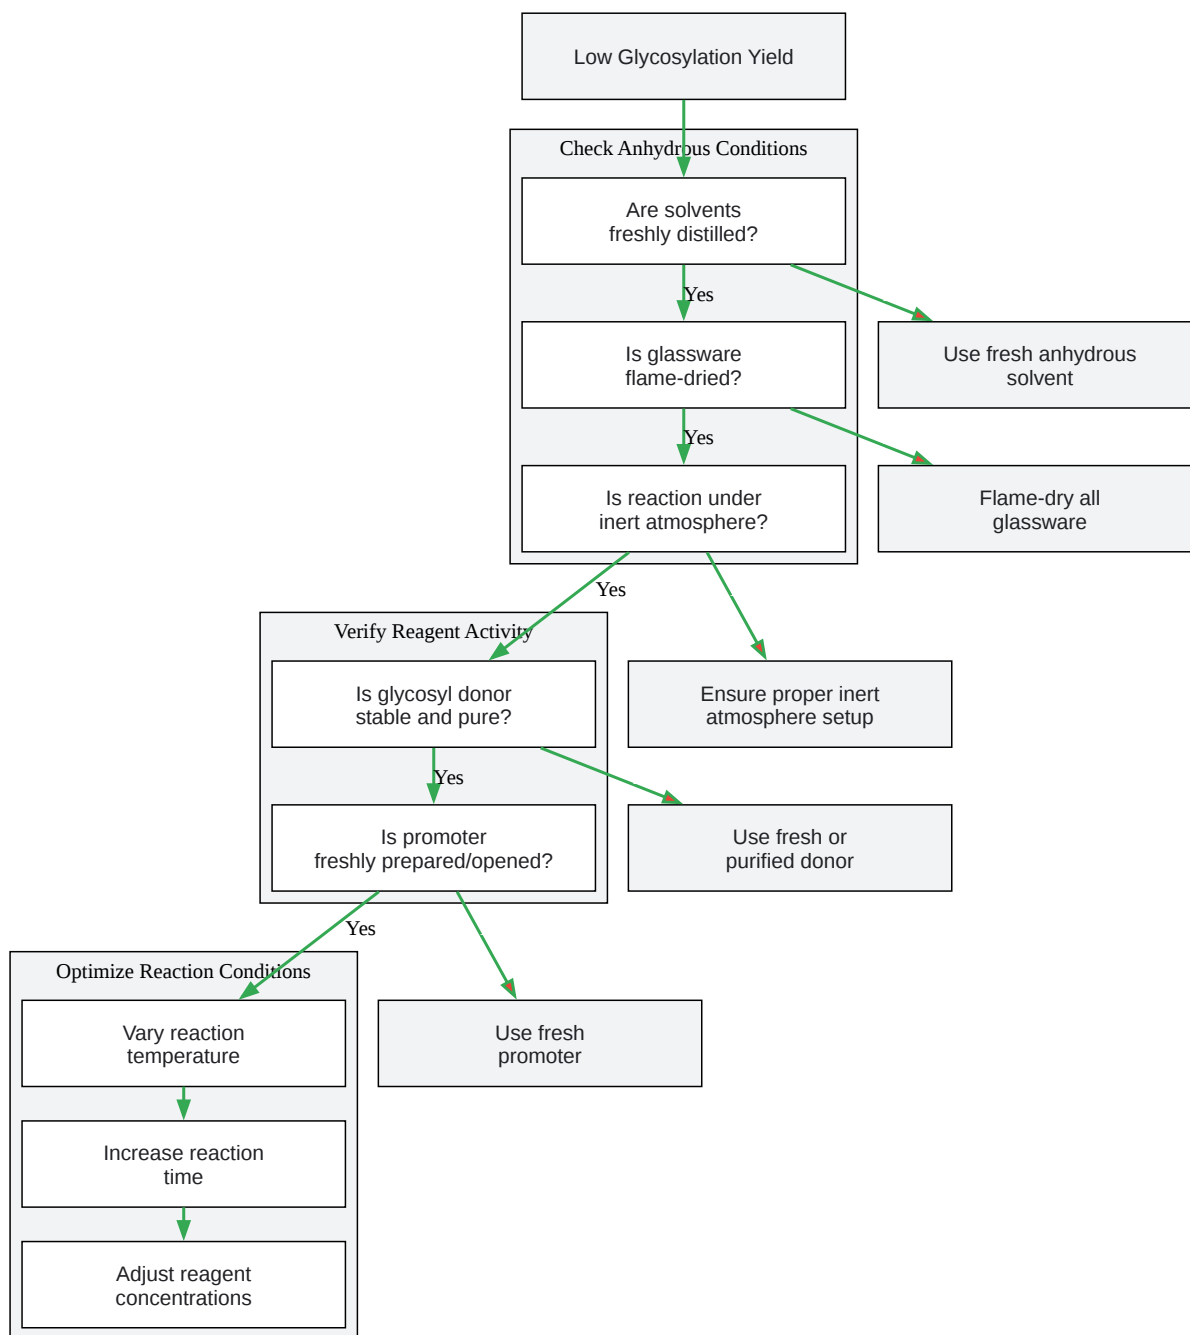 Low Glycosylation Yield
Check Anhydrous Conditions
Are solvents
freshly distilled?
Yes
Is glassware
flame-dried?
Use fresh anhydrous
solvent
Yes
Is reaction under
inert atmosphere?
Flame-dry all
glassware
Yes
Verify Reagent Activity
Is glycosyl donor
stable and pure?
Ensure proper inert
atmosphere setup
Yes
Is promoter
freshly prepared/opened?
Use fresh or
purified donor
Yes
Optimize Reaction Conditions
Vary reaction
temperature
Use fresh
promoter
Increase reaction
time
Adjust reagent
concentrations